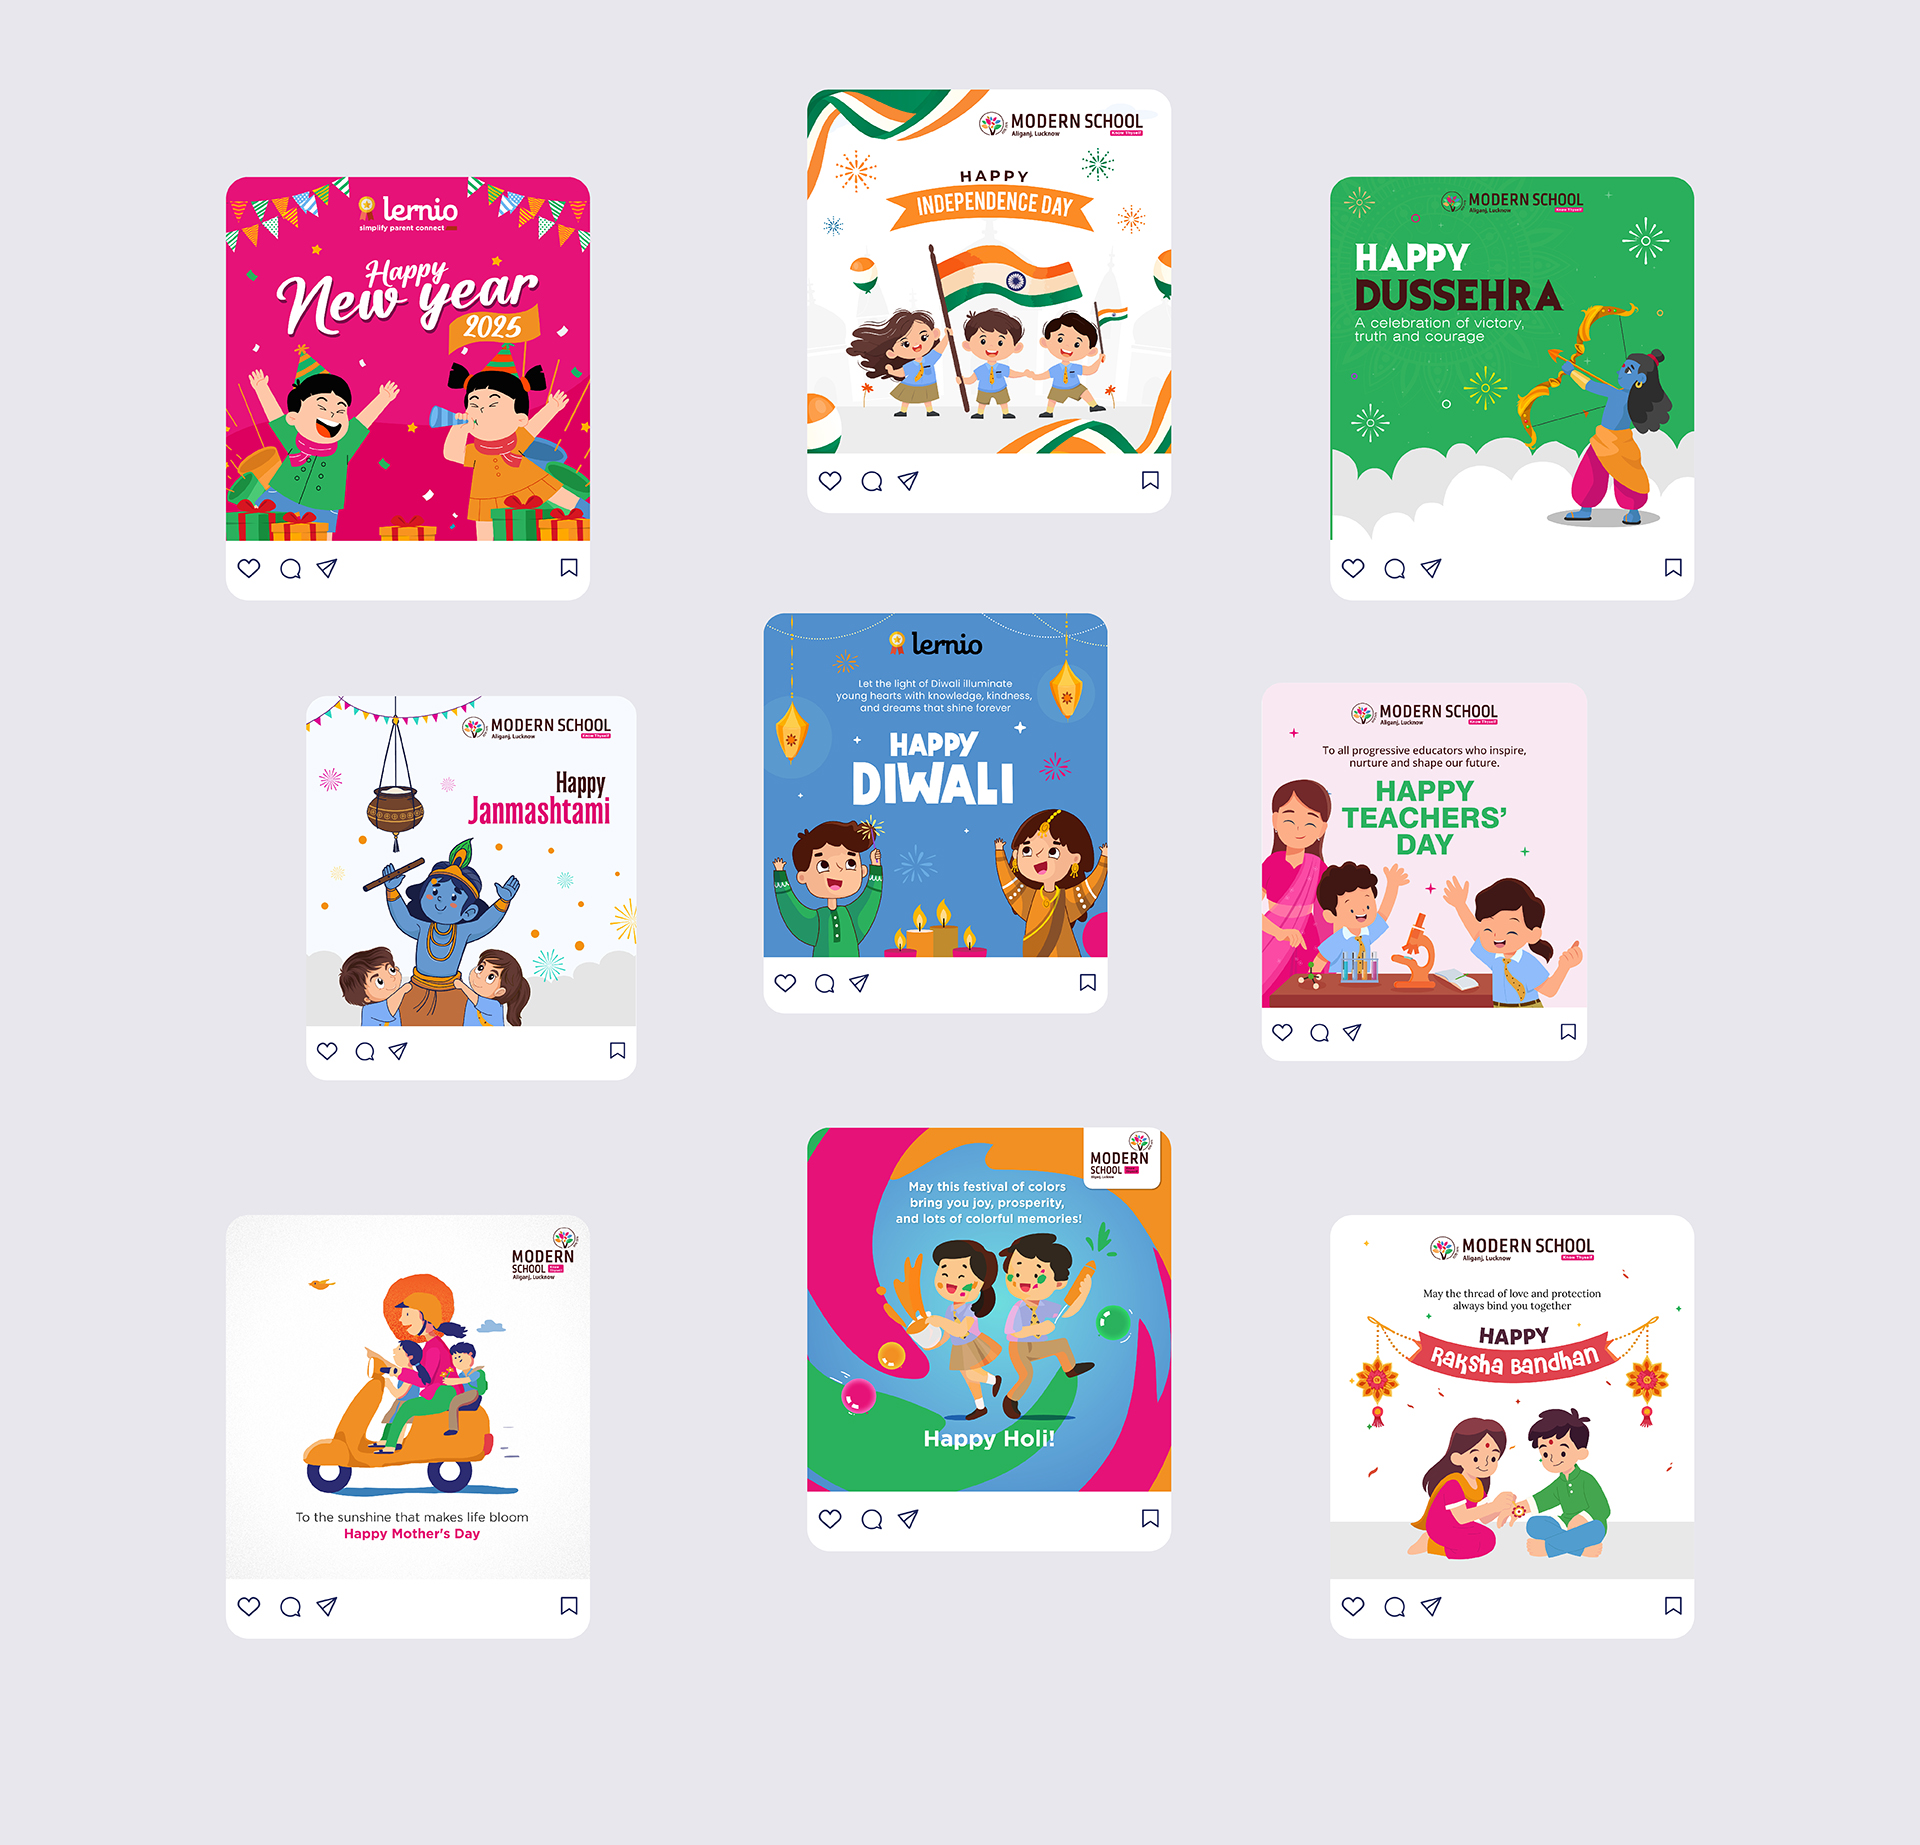 lernio
simplify parent connect
Happy
New year
2025
MODERN SCHOOL
Aliganj, Lucknow
Know Thyself
HAPPY
INDEPENDENCE DAY
MODERN SCHOOL
Aliganj, Lucknow
Know Thyself
HAPPY
DUSSEHRA
A celebration of victory,
truth and courage
MODERN SCHOOL
Aliganj, Lucknow
Know Thyself
Happy
Janmashtami
lernio
Let the light of Diwali illuminate
young hearts with knowledge, kindness,
and dreams that shine forever
HAPPY
DIWALI
MODERN SCHOOL
Aliganj, Lucknow
Know Thyself
To all progressive educators who inspire,
nurture and shape our future.
HAPPY
TEACHERS'
DAY
MODERN
SCHOOL
Know Thyself
Aliganj, Lucknow
To the sunshine that makes life bloom
Happy Mother's Day
MODERN
SCHOOL
Aliganj, Lucknow
May this festival of colors
bring you joy, prosperity,
and lots of colorful memories!
Happy Holi!
MODERN SCHOOL
Aliganj, Lucknow
Know Thyself
May the thread of love and protection
always bind you together
HAPPY
Raksha Bandhan